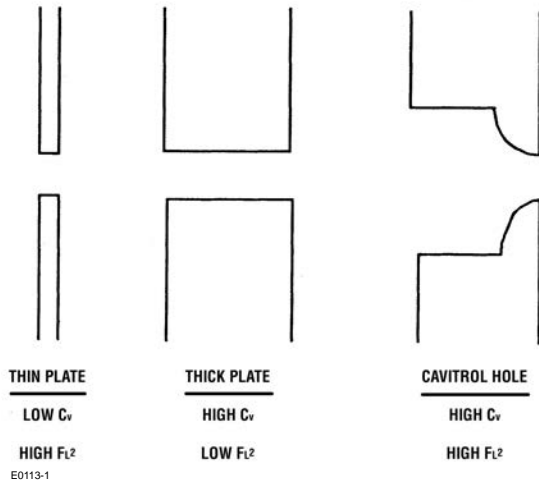 THIN PLATE THICK PLATE CAVITROL HOLE
LOW Cv HIGH Cv HIGH Cv
HIGH FL2 LOW FL2 HIGH FL2
E0113-1